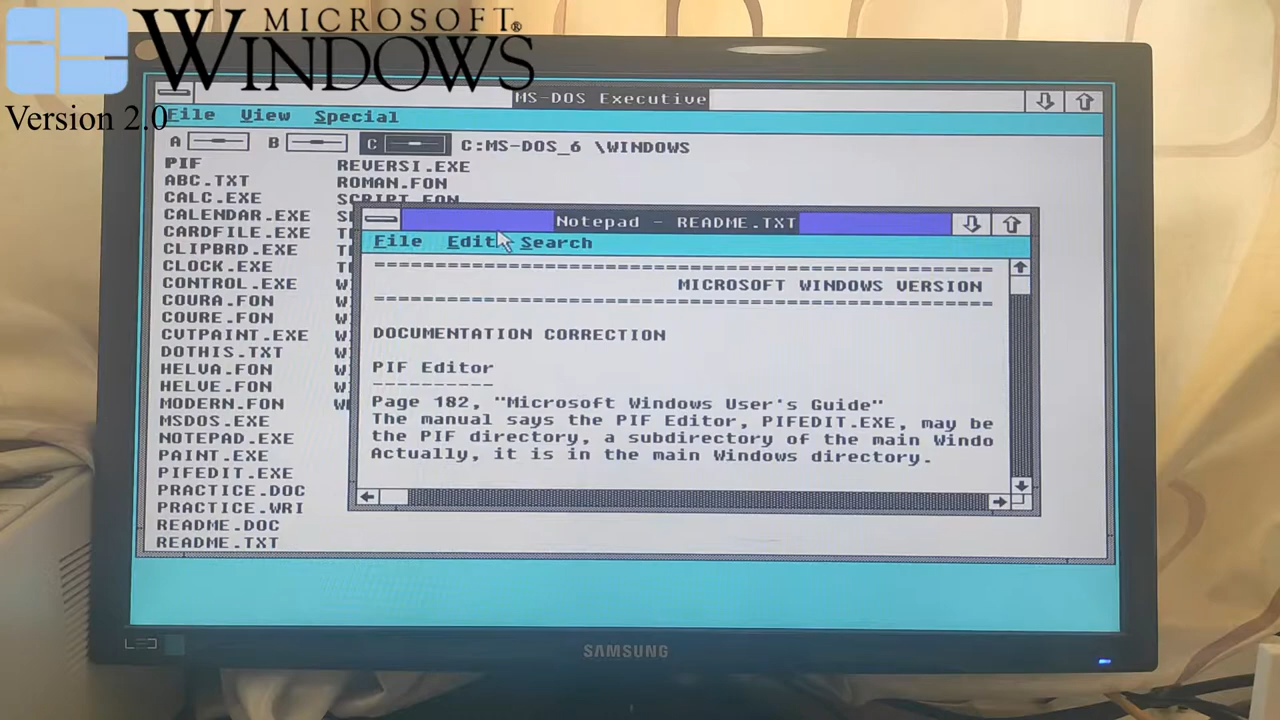 MICROSOFT®
WINDOWS
Version 2.0
MS-DOS Executive
File View Special
A B C C:MS-DOS_6 \WINDOWS
PIF REVERSI.EXE
ABC.TXT ROMAN.FON
CALC.EXE SCRIPT.FON
CALENDAR.EXE
CARDFILE.EXE
CLIPBRD.EXE
CLOCK.EXE
CONTROL.EXE
COURA.FON
COURE.FON
CVTPAINT.EXE
DOTHIS.TXT
HELVA.FON
HELVE.FON
MODERN.FON
MSDOS.EXE
NOTEPAD.EXE
PAINT.EXE
PIFEDIT.EXE
PRACTICE.DOC
PRACTICE.WRI
README.DOC
README.TXT
Notepad - README.TXT
File Edit Search
MICROSOFT WINDOWS VERSION
DOCUMENTATION CORRECTION
PIF Editor
----------
Page 182, "Microsoft Windows User's Guide"
The manual says the PIF Editor, PIFEDIT.EXE, may be
the PIF directory, a subdirectory of the main Windo
Actually, it is in the main Windows directory.
SAMSUNG